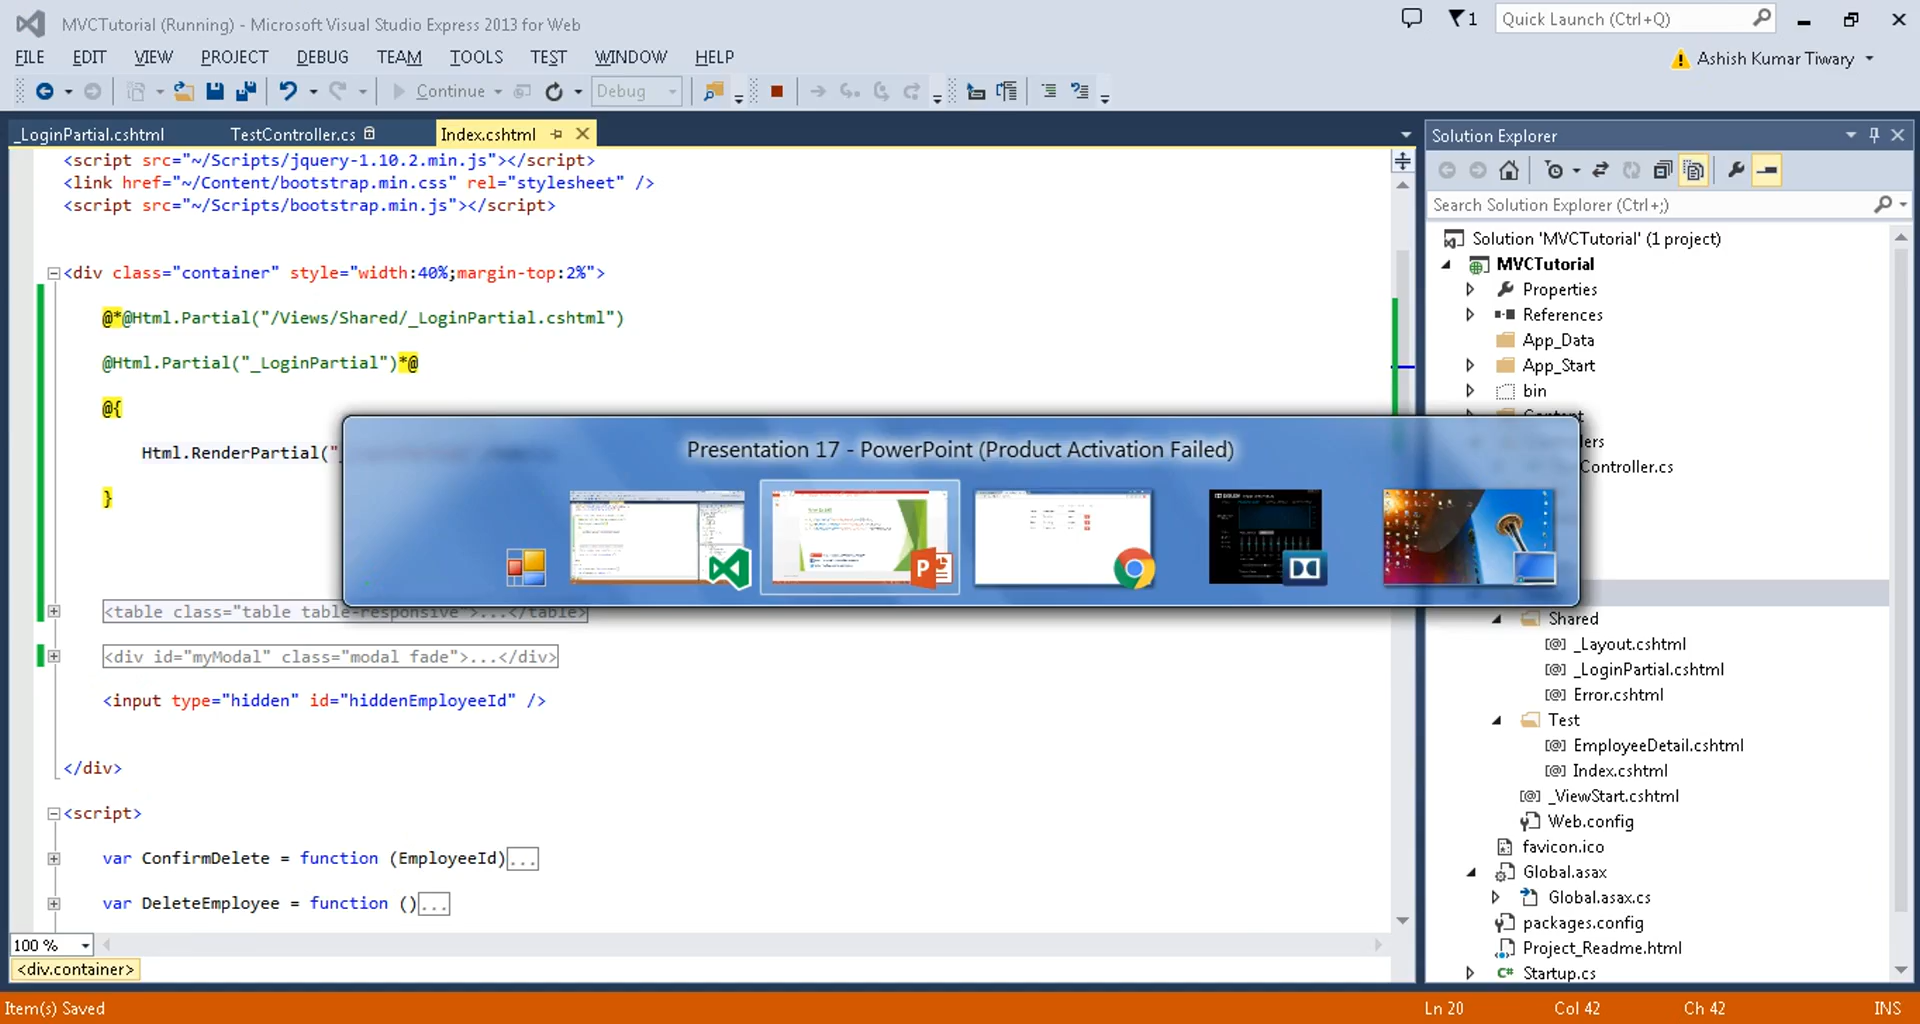 MVCTutorial (Running) - Microsoft Visual Studio Express 2013 for Web
1
Quick Launch (Ctrl+Q)
FILE EDIT VIEW PROJECT DEBUG TEAM TOOLS TEST WINDOW HELP
Ashish Kumar Tiwary
Continue
Debug
_LoginPartial.cshtml TestController.cs Index.cshtml
<script src="~/Scripts/jquery-1.10.2.min.js"></script>
<link href="~/Content/bootstrap.min.css" rel="stylesheet" />
<script src="~/Scripts/bootstrap.min.js"></script>
<div class="container" style="width:40%;margin-top:2%">
@*@Html.Partial("/Views/Shared/_LoginPartial.cshtml")
@Html.Partial("_LoginPartial")*@
@{
Html.RenderPartial("
}
<table class="table table-responsive">...</table>
<div id="myModal" class="modal fade">...</div>
<input type="hidden" id="hiddenEmployeeId" />
</div>
<script>
var ConfirmDelete = function (EmployeeId)...
var DeleteEmployee = function ()...
100 %
<div.container>
Presentation 17 - PowerPoint (Product Activation Failed)
Solution Explorer
Search Solution Explorer (Ctrl+;)
Solution 'MVCTutorial' (1 project)
MVCTutorial
Properties
References
App_Data
App_Start
bin
Content
Controller.cs
Shared
_Layout.cshtml
_LoginPartial.cshtml
Error.cshtml
Test
EmployeeDetail.cshtml
Index.cshtml
_ViewStart.cshtml
Web.config
favicon.ico
Global.asax
Global.asax.cs
packages.config
Project_Readme.html
Startup.cs
Item(s) Saved
Ln 20 Col 42 Ch 42 INS